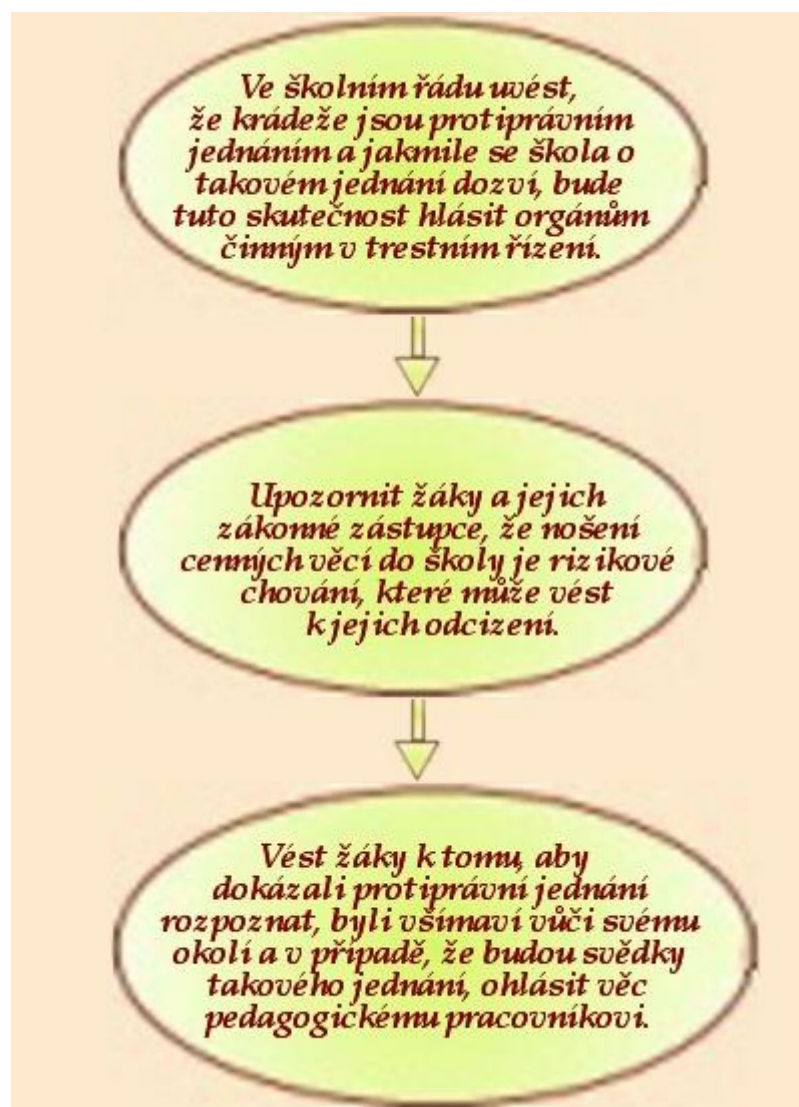 Ve školním řádu uvést,
že krádeže jsou protiprávním
jednáním a jakmile se škola o
takovém jednání dozví, bude
tuto skutečnost hlásit orgánům
činným v trestním řízení.
Upozornit žáky a jejich
zákonné zástupce, že nošení
cenných věcí do školy je rizikové
chování, které může vést
k jejich odcizení.
Vést žáky k tomu, aby
dokázali protiprávní jednání
rozpoznat, byli všímaví vůči svému
okolí a v případě, že budou svědky
takového jednání, ohlásit věc
pedagogickému pracovníkovi.